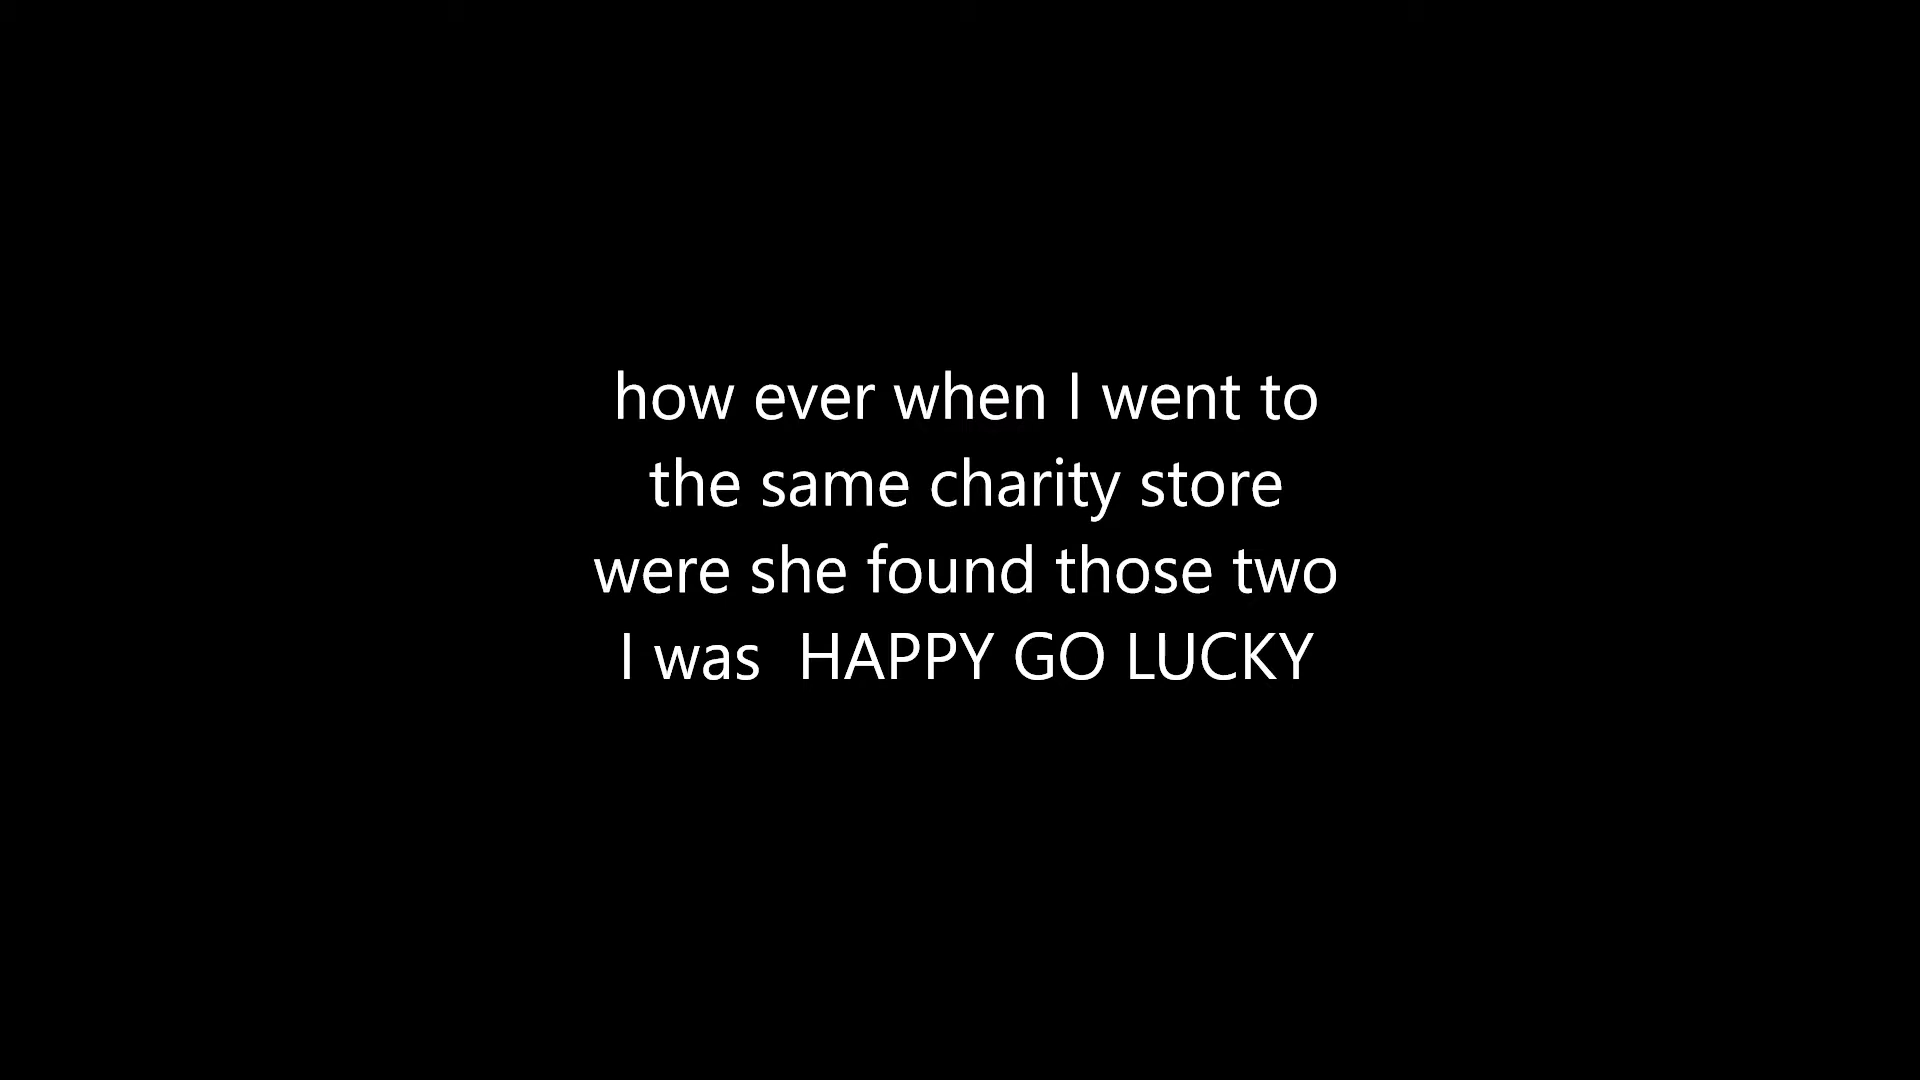 how ever when I went to
the same charity store
were she found those two
I was  HAPPY GO LUCKY